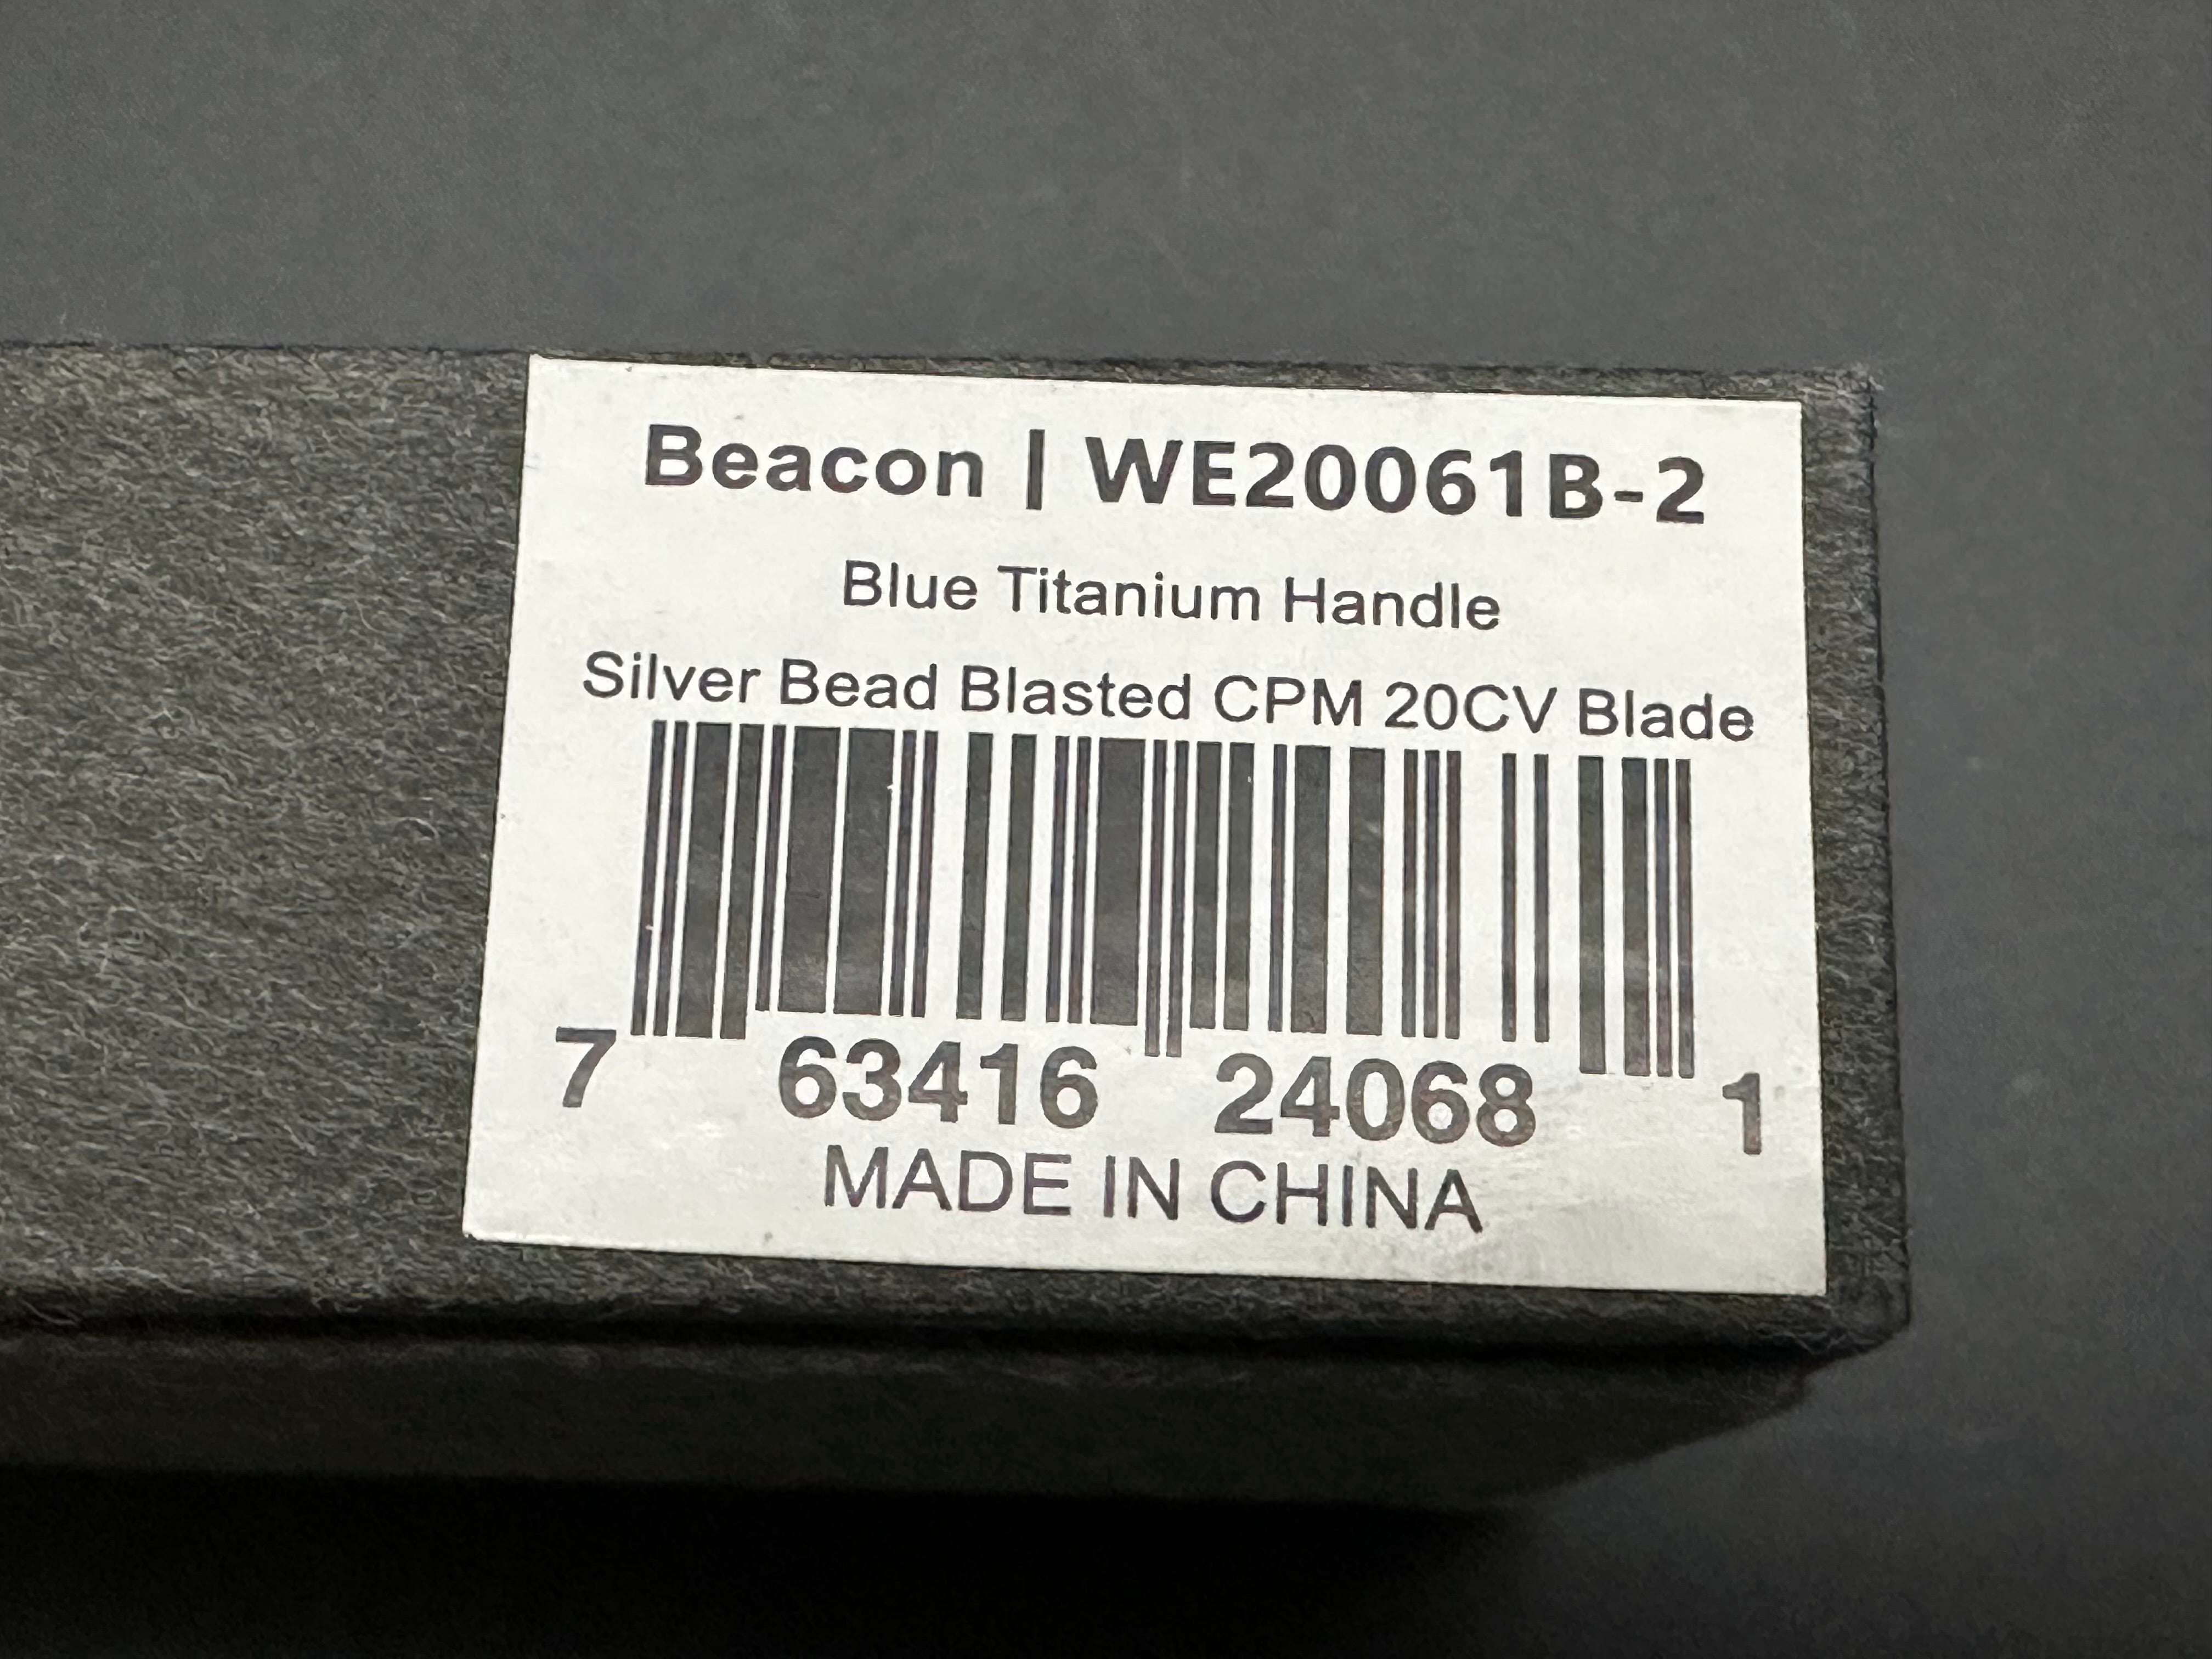 Beacon | WE20061B-2
Blue Titanium Handle
Silver Bead Blasted CPM 20CV Blade
7 63416 24068 1
MADE IN CHINA